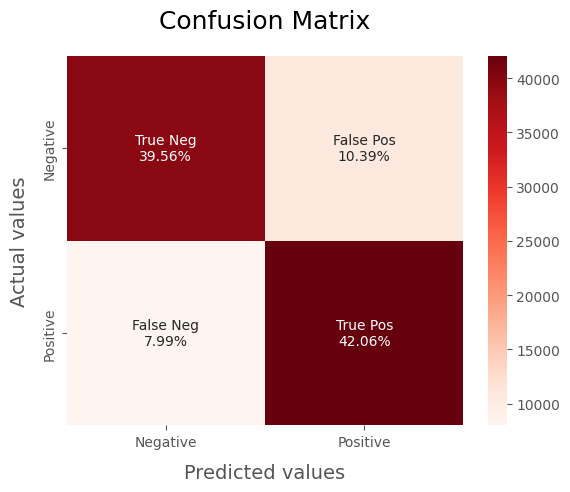 Confusion Matrix
Actual values
Negative
Positive
True Neg
39.56%
False Pos
10.39%
False Neg
7.99%
True Pos
42.06%
Negative
Positive
Predicted values
40000
35000
30000
25000
20000
15000
10000